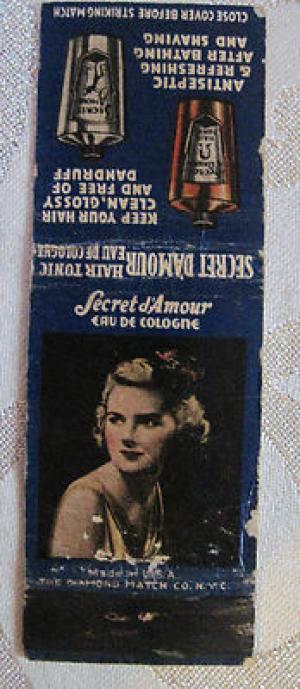 CLOSE COVER BEFORE STRIKING MATCH
ANTISEPTIC
& REFRESHING
AFTER BATHING
AND SHAVING
KEEP YOUR HAIR
CLEAN, GLOSSY
AND FREE OF
DANDRUFF
SECRET D'AMOUR HAIR TONIC
EAU DE COLOGNE
Secret d'Amour
EAU DE COLOGNE
Made in U.S.A.
THE DIAMOND MATCH CO. N.Y.C.